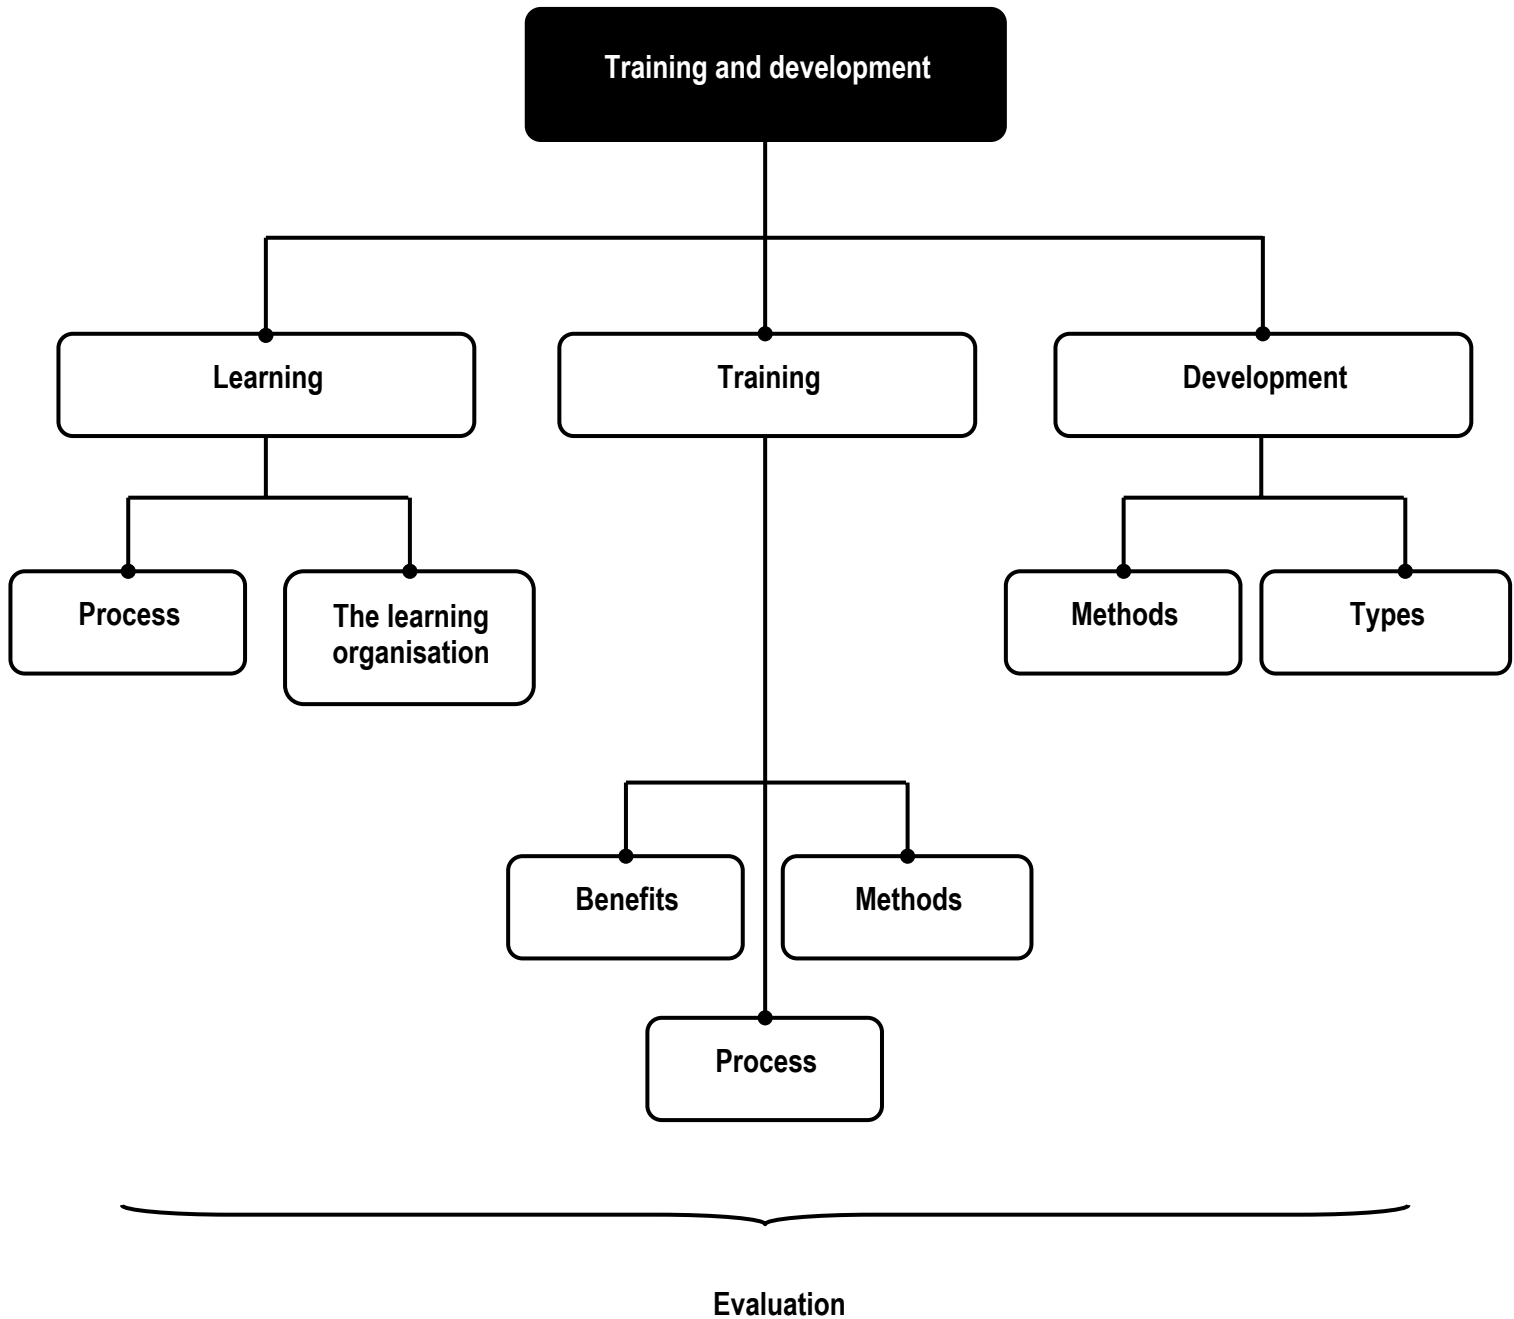 Training and development
Learning
Training
Development
Process
The learning
organisation
Methods
Types
Benefits
Methods
Process
Evaluation